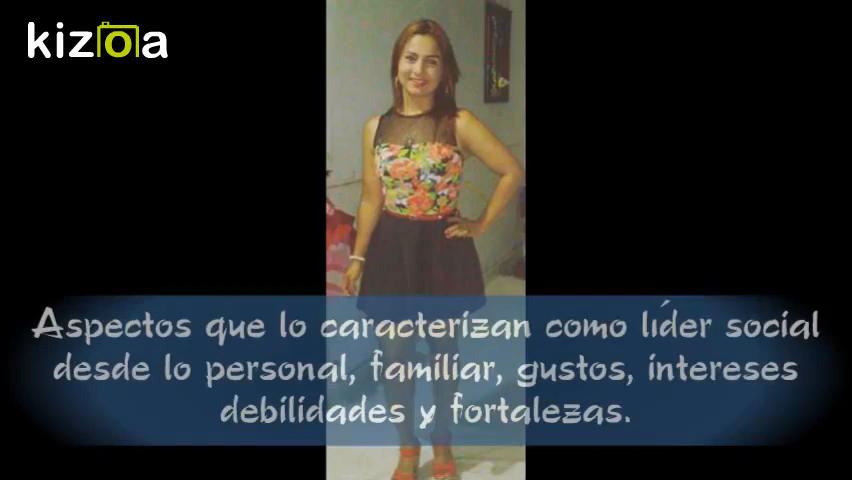 kizoa
Aspectos que lo caracterizan como líder social
desde lo personal, familiar, gustos, intereses
debilidades y fortalezas.